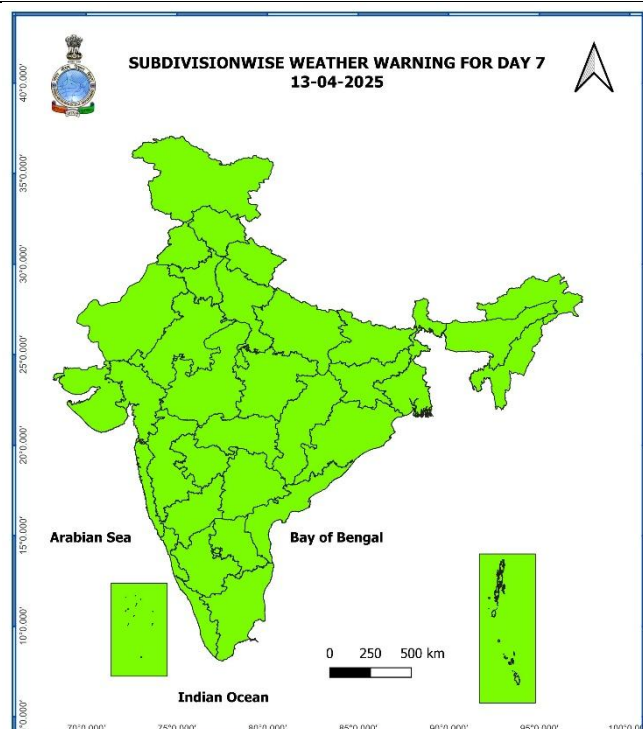 SUBDIVISIONWISE WEATHER WARNING FOR DAY 7
13-04-2025
40°0.000'
35°0.000'
30°0.000'
25°0.000'
20°0.000'
15°0.000'
10°0.000'
Arabian Sea
Bay of Bengal
0 250 500 km
Indian Ocean
70°0.000' 75°0.000' 80°0.000' 85°0.000' 90°0.000' 95°0.000'